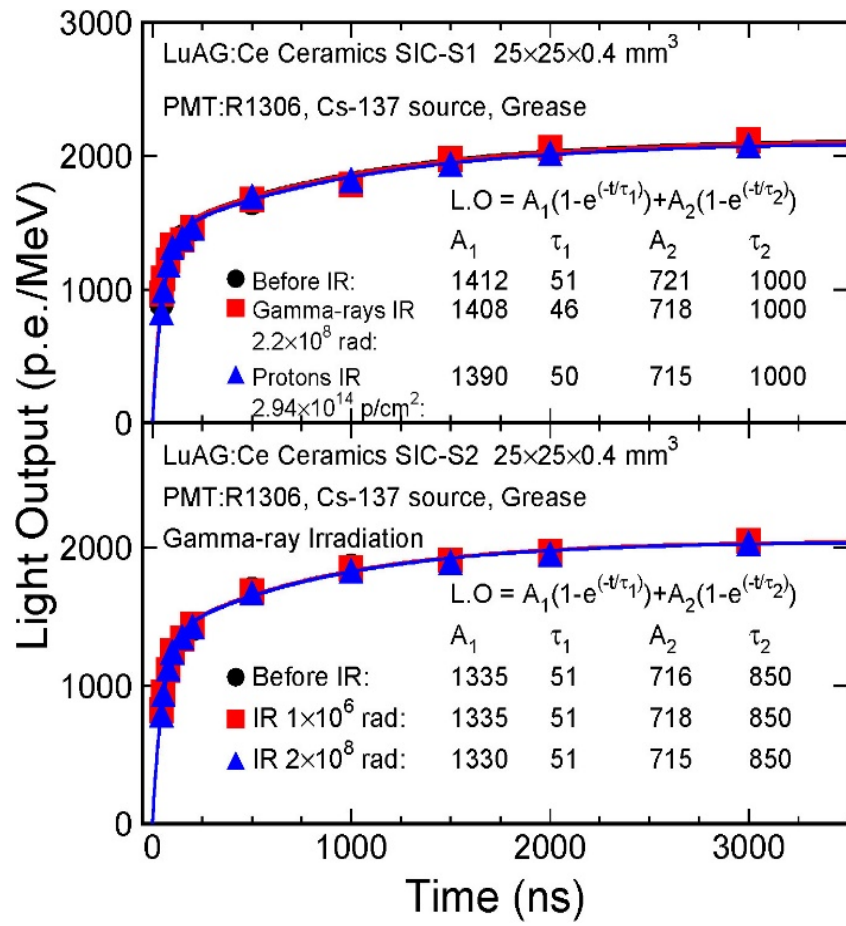 3000
LuAG:Ce Ceramics SIC-S1 25×25×0.4 mm³
PMT:R1306, Cs-137 source, Grease
2000
L.O = A₁(1-e^(-t/τ₁))+A₂(1-e^(-t/τ₂))
A₁ τ₁ A₂ τ₂
Before IR: 1412 51 721 1000
1000
Gamma-rays IR 1408 46 718 1000
2.2×10⁸ rad:
Protons IR 1390 50 715 1000
2.94×10¹⁴ p/cm²:
0
Light Output (p.e./MeV)
LuAG:Ce Ceramics SIC-S2 25×25×0.4 mm³
PMT:R1306, Cs-137 source, Grease
Gamma-ray Irradiation
2000
L.O = A₁(1-e^(-t/τ₁))+A₂(1-e^(-t/τ₂))
A₁ τ₁ A₂ τ₂
Before IR: 1335 51 716 850
1000
IR 1×10⁶ rad: 1335 51 718 850
IR 2×10⁸ rad: 1330 51 715 850
0
0 1000 2000 3000
Time (ns)